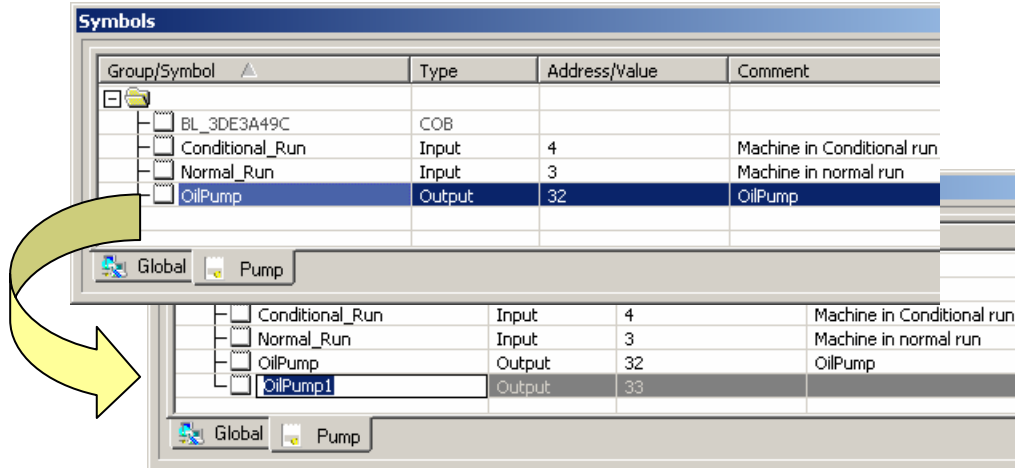 Symbols
Group/Symbol Type Address/Value Comment
BL_3DE3A49C COB
Conditional_Run Input 4 Machine in Conditional run
Normal_Run Input 3 Machine in normal run
OilPump Output 32 OilPump
Global Pump
Conditional_Run Input 4 Machine in Conditional run
Normal_Run Input 3 Machine in normal run
OilPump Output 32 OilPump
OilPump1 Output 33
Global Pump